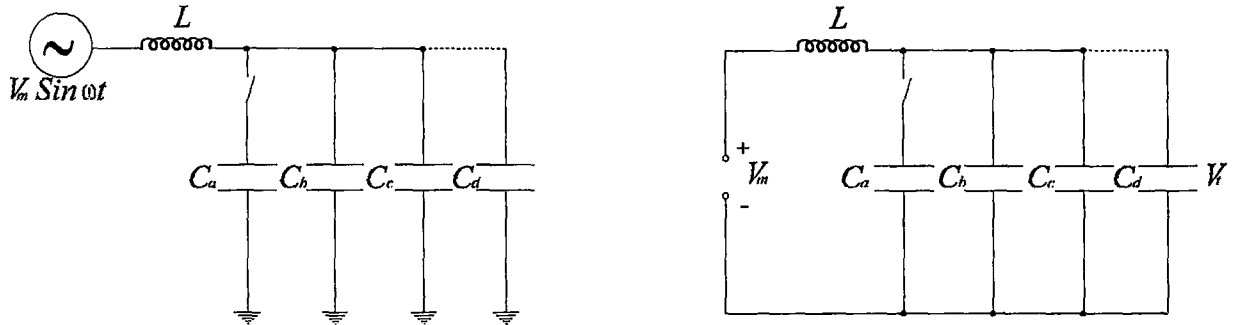 L
~
V_m Sin ωt
C_a C_b C_c C_d
L
+
V_m
-
C_a C_b C_c C_d V_t